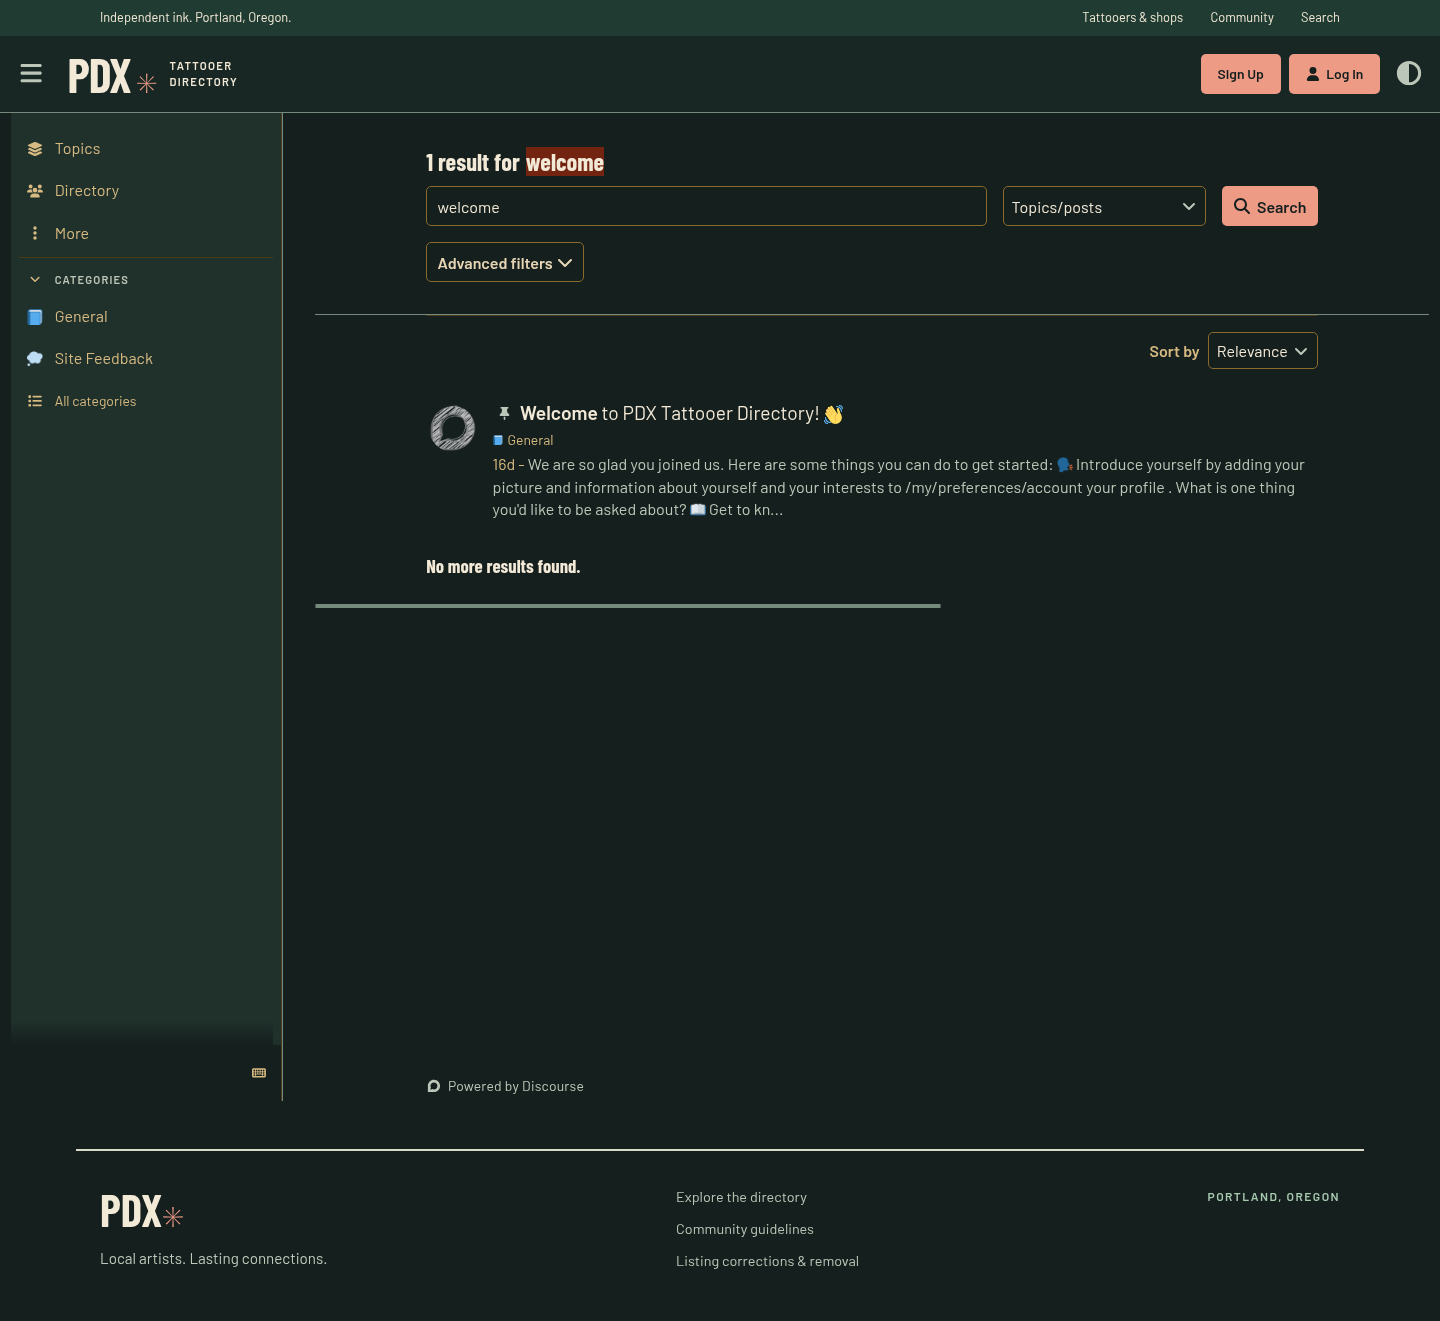 Independent ink. Portland, Oregon.
Tattooers & shops
Community
Search
PDX
TATTOOER
DIRECTORY
Sign Up
Log In
Topics
Directory
More
CATEGORIES
General
Site Feedback
All categories
1 result for welcome
welcome
Topics/posts
Search
Advanced filters
Sort by
Relevance
Welcome to PDX Tattooer Directory!
General
16d - We are so glad you joined us. Here are some things you can do to get started: Introduce yourself by adding your
picture and information about yourself and your interests to /my/preferences/account your profile . What is one thing
you'd like to be asked about? Get to kn...
No more results found.
Powered by Discourse
PDX
Local artists. Lasting connections.
Explore the directory
Community guidelines
Listing corrections & removal
PORTLAND, OREGON